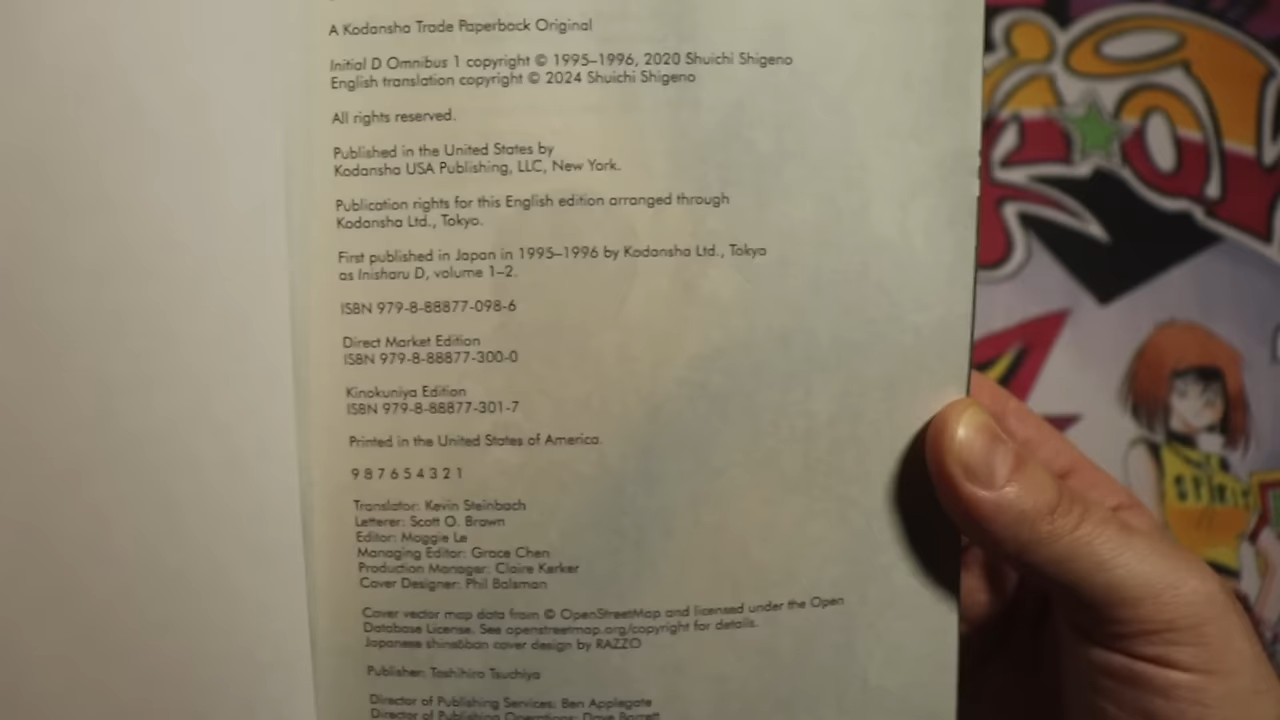 A Kodansha Trade Paperback Original
Initial D Omnibus 1 copyright © 1995–1996, 2020 Shuichi Shigeno
English translation copyright © 2024 Shuichi Shigeno
All rights reserved.
Published in the United States by
Kodansha USA Publishing, LLC, New York.
Publication rights for this English edition arranged through
Kodansha Ltd., Tokyo.
First published in Japan in 1995–1996 by Kodansha Ltd., Tokyo
as Inisharu D, volume 1–2.
ISBN 979-8-88877-098-6
Direct Market Edition
ISBN 979-8-88877-300-0
Kinokuniya Edition
ISBN 979-8-88877-301-7
Printed in the United States of America.
9 8 7 6 5 4 3 2 1
Translator: Kevin Steinbach
Letterer: Scott O. Brown
Editor: Maggie Le
Managing Editor: Grace Chen
Production Manager: Claire Kerker
Cover Designer: Phil Balsman
Cover vector map data from © OpenStreetMap and licensed under the Open
Database License. See openstreetmap.org/copyright for details.
Japanese shinsōban cover design by RAZZO
Publisher: Toshihiro Tsuchiya
Director of Publishing Services: Ben Applegate
Director of Publishing Operations: Dave Barrett
SPIRIT